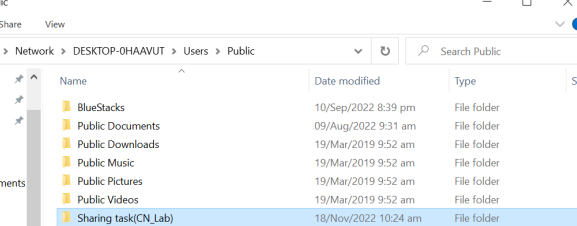 Share View
> Network > DESKTOP-0HAAVUT > Users > Public Search Public
Name Date modified Type S
BlueStacks 10/Sep/2022 8:39 pm File folder
Public Documents 09/Aug/2022 9:31 am File folder
Public Downloads 19/Mar/2019 9:52 am File folder
Public Music 19/Mar/2019 9:52 am File folder
ments Public Pictures 19/Mar/2019 9:52 am File folder
Public Videos 19/Mar/2019 9:52 am File folder
Sharing task(CN_Lab) 18/Nov/2022 10:24 am File folder